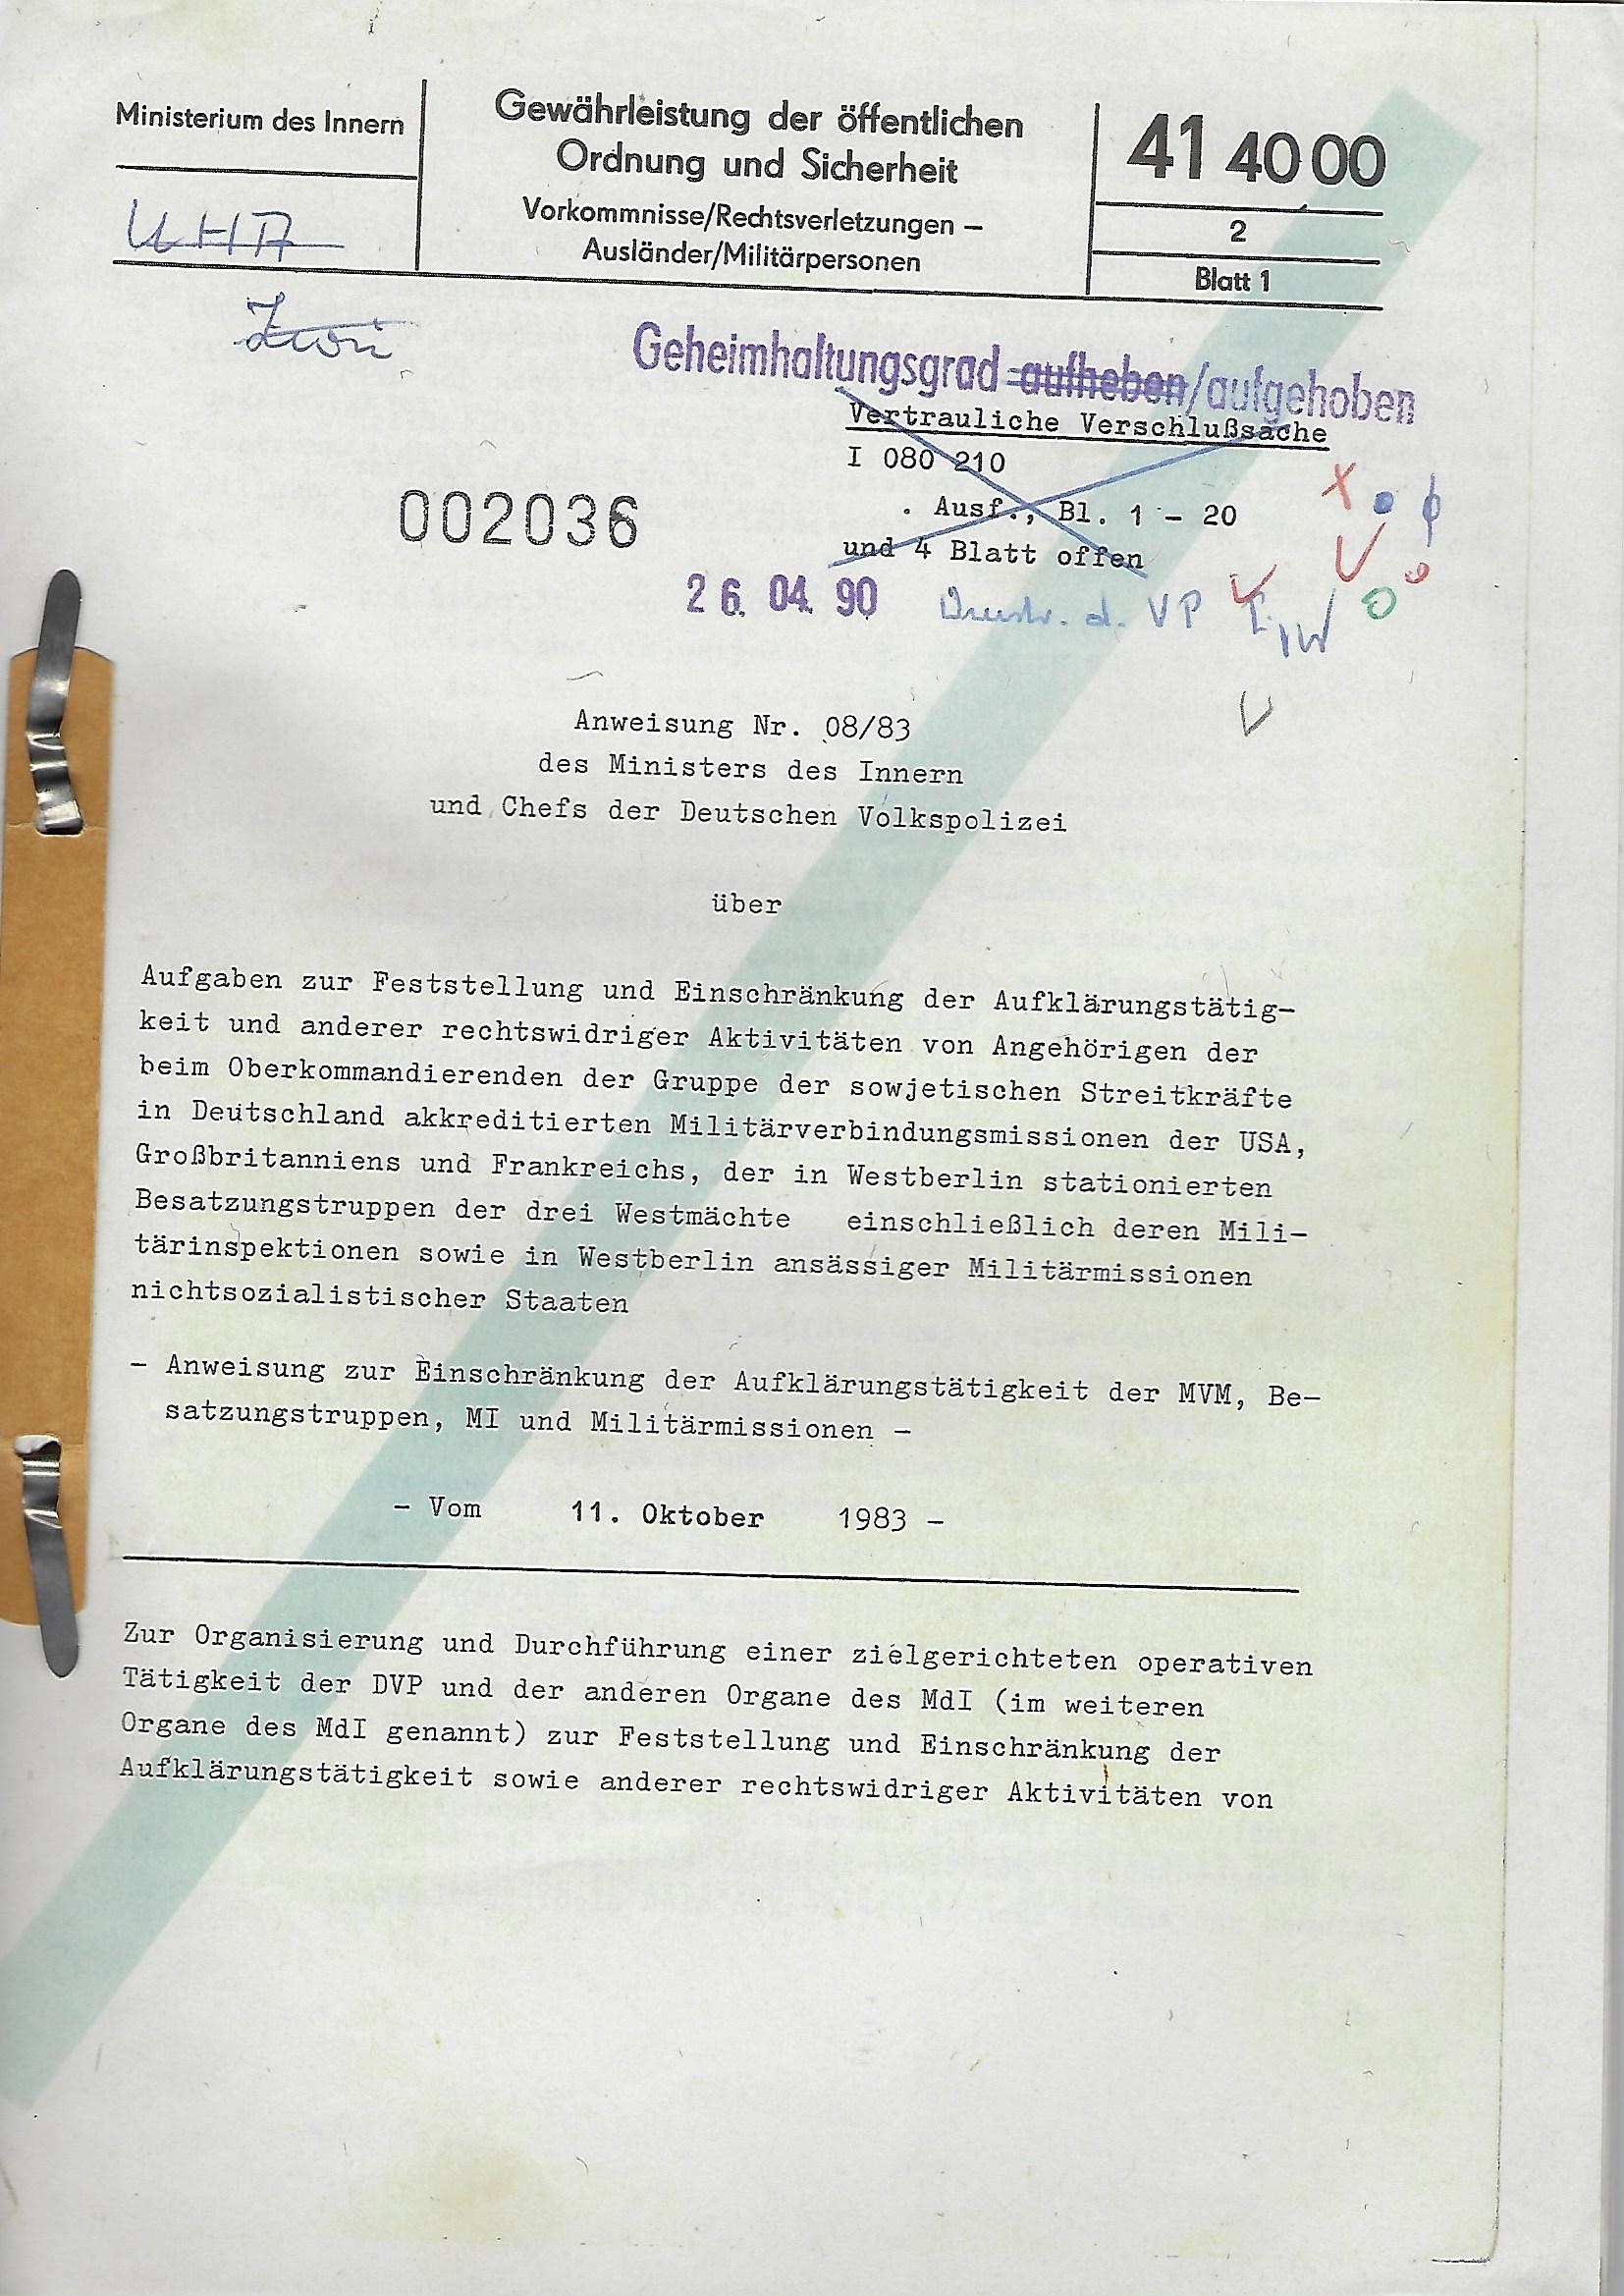 Ministerium des Innern
UHA
Gewährleistung der öffentlichen
Ordnung und Sicherheit
Vorkommnisse/Rechtsverletzungen –
Ausländer/Militärpersonen
41 40 00
2
Blatt 1
Geheimhaltungsgrad aufheben/aufgehoben
Vertrauliche Verschlußsache
I 080 210
. Ausf., Bl. 1 - 20
und 4 Blatt offen
002036
26. 04. 90
d. VP
Anweisung Nr. 08/83
des Ministers des Innern
und Chefs der Deutschen Volkspolizei
über
Aufgaben zur Feststellung und Einschränkung der Aufklärungstätig-
keit und anderer rechtswidriger Aktivitäten von Angehörigen der
beim Oberkommandierenden der Gruppe der sowjetischen Streitkräfte
in Deutschland akkreditierten Militärverbindungsmissionen der USA,
Großbritanniens und Frankreichs, der in Westberlin stationierten
Besatzungstruppen der drei Westmächte einschließlich deren Mili-
tärinspektionen sowie in Westberlin ansässiger Militärmissionen
nichtsozialistischer Staaten
- Anweisung zur Einschränkung der Aufklärungstätigkeit der MVM, Be-
satzungstruppen, MI und Militärmissionen -
- Vom 11. Oktober 1983 -
Zur Organisierung und Durchführung einer zielgerichteten operativen
Tätigkeit der DVP und der anderen Organe des MdI (im weiteren
Organe des MdI genannt) zur Feststellung und Einschränkung der
Aufklärungstätigkeit sowie anderer rechtswidriger Aktivitäten von